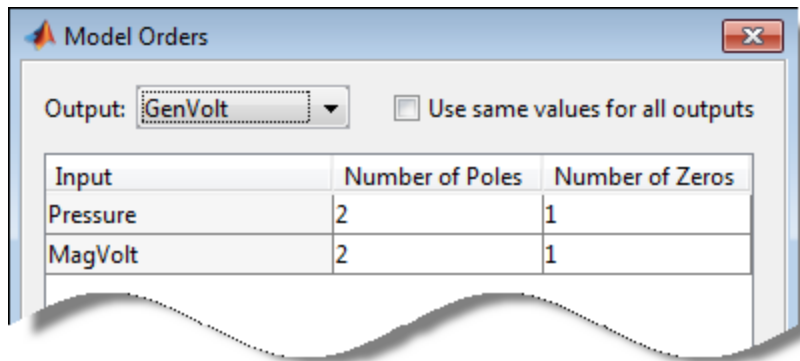 Model Orders
Output: GenVolt Use same values for all outputs
Input Number of Poles Number of Zeros
Pressure 2 1
MagVolt 2 1